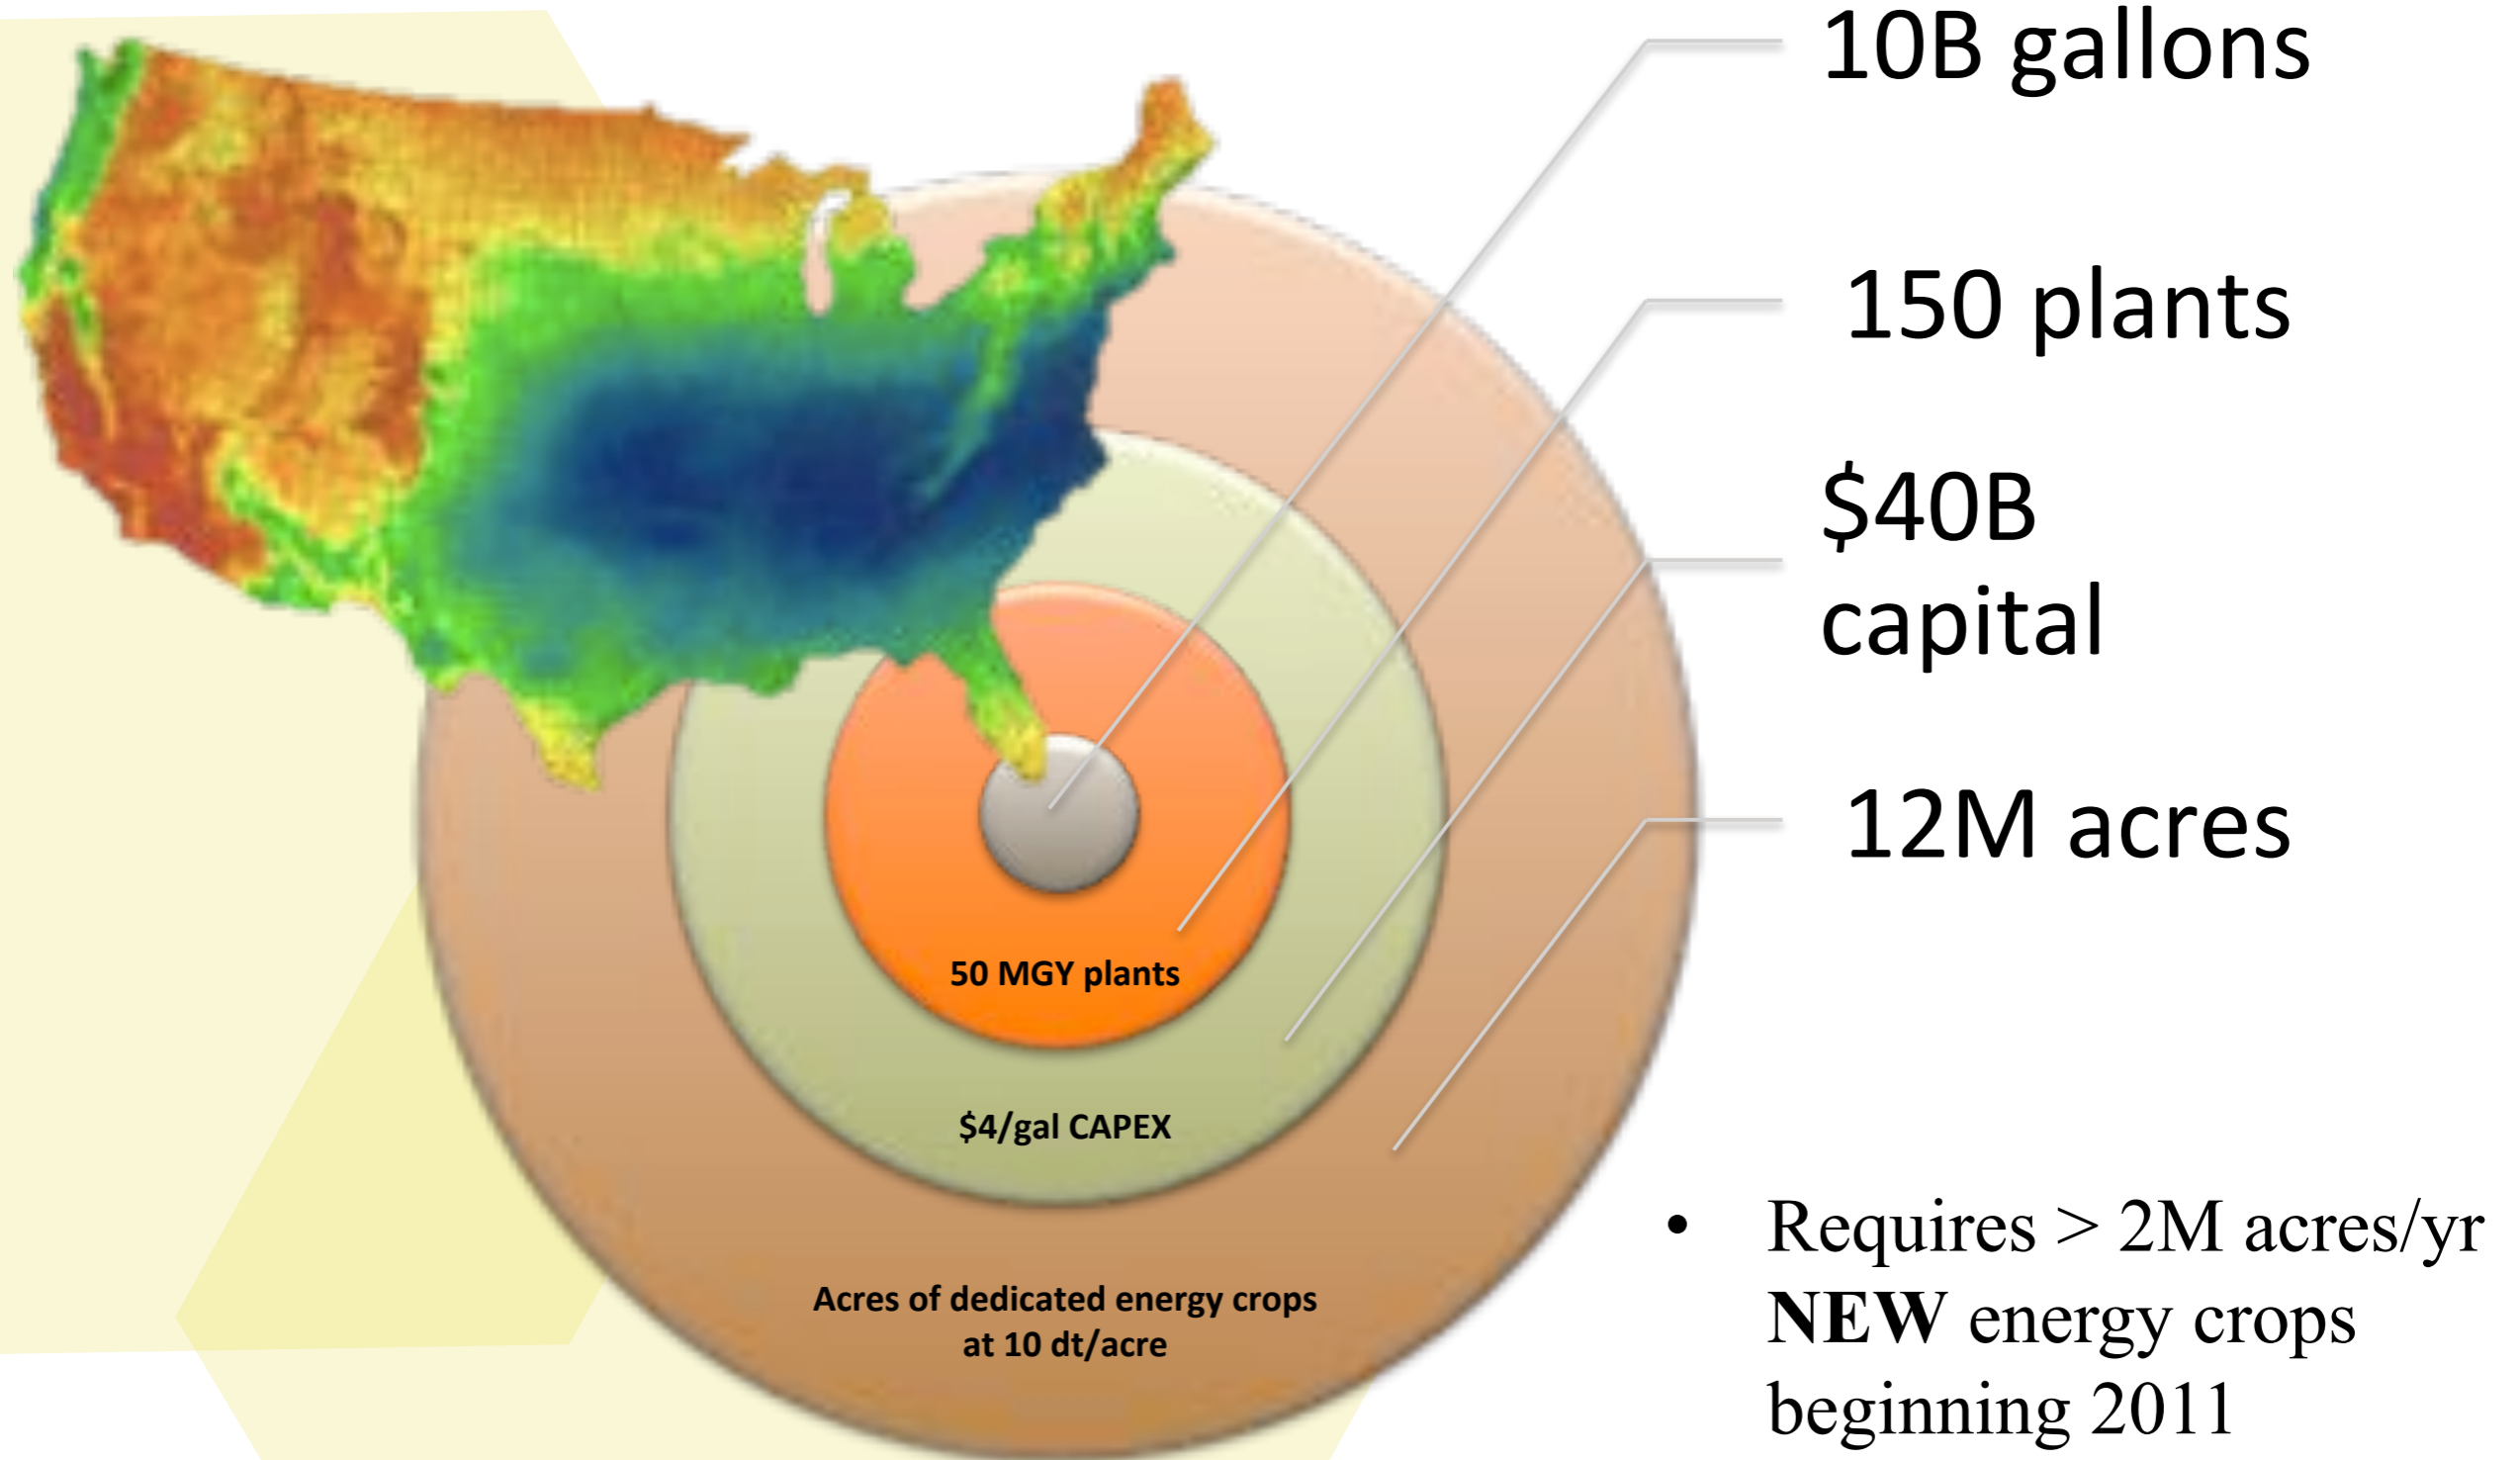 10B gallons
150 plants
$40B
capital
12M acres
50 MGY plants
$4/gal CAPEX
Acres of dedicated energy crops
at 10 dt/acre
• Requires > 2M acres/yr
NEW energy crops
beginning 2011